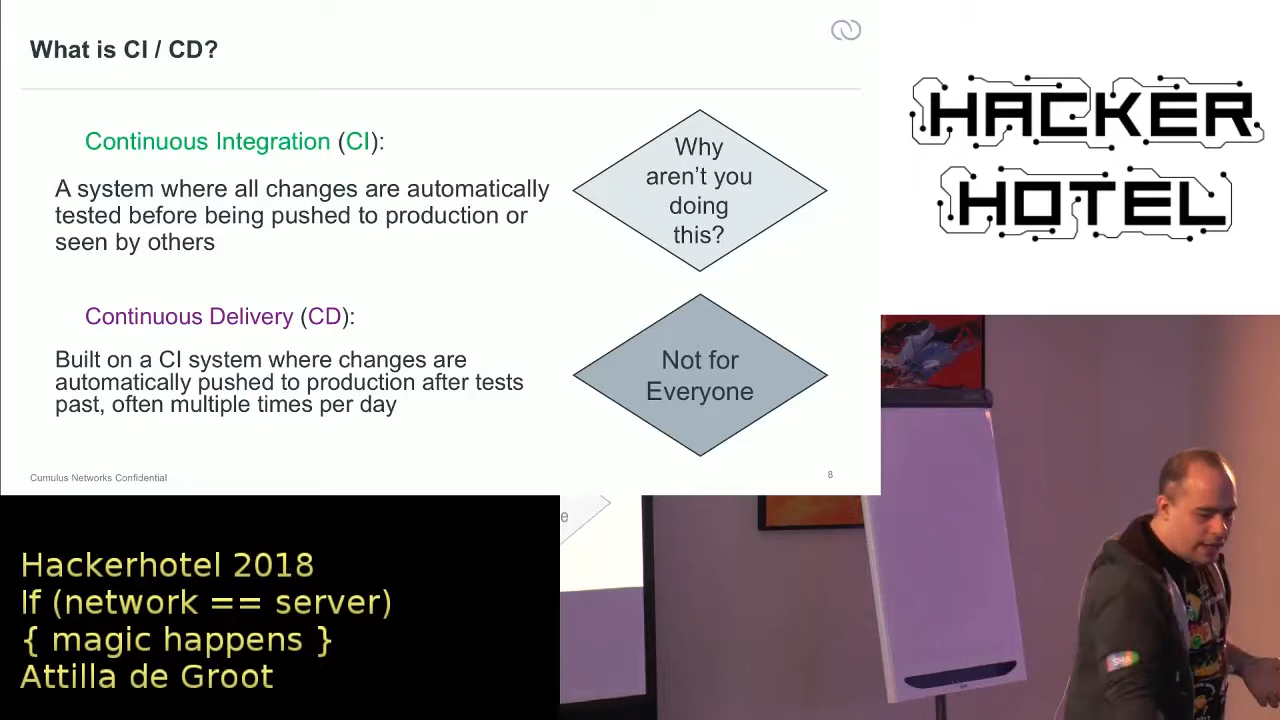 What is CI / CD?
Continuous Integration (CI):
A system where all changes are automatically
tested before being pushed to production or
seen by others
Why
aren’t you
doing
this?
Continuous Delivery (CD):
Built on a CI system where changes are
automatically pushed to production after tests
past, often multiple times per day
Not for
Everyone
Cumulus Networks Confidential
8
HACKER
HOTEL
e
Hackerhotel 2018
If (network == server)
{ magic happens }
Attilla de Groot
SHA